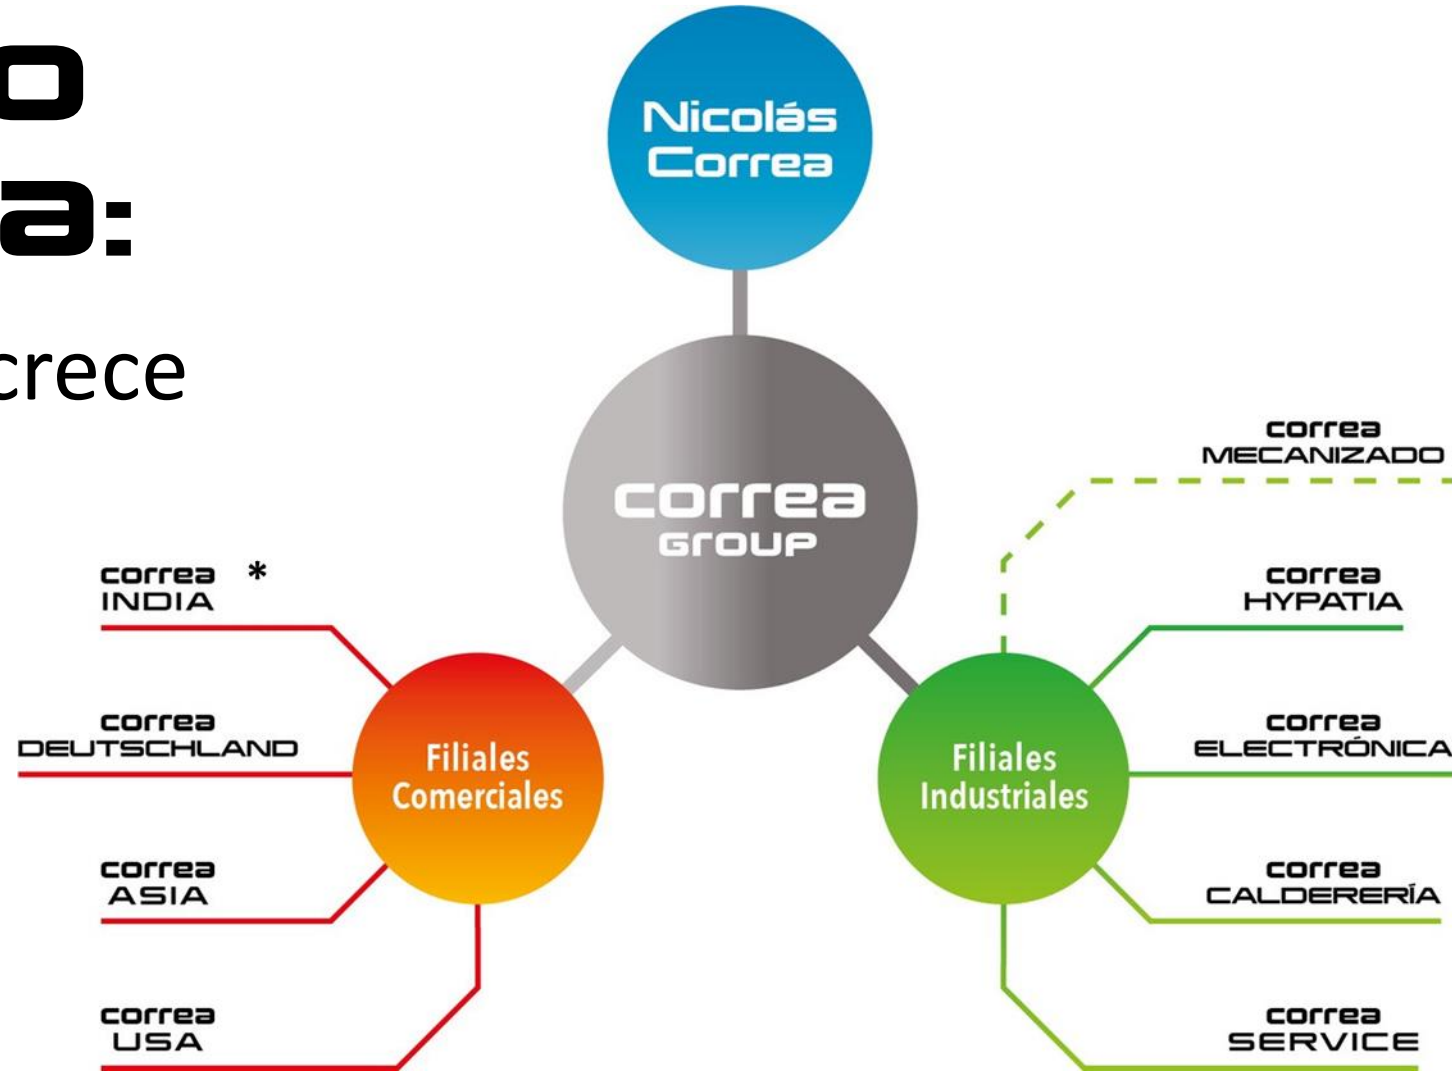 o
a:
crece
Nicolás
Correa
correa
GROUP
correa *
INDIA
correa
DEUTSCHLAND
correa
ASIA
correa
USA
Filiales
Comerciales
Filiales
Industriales
correa
MECANIZADO
correa
HYPATIA
correa
ELECTRÓNICA
correa
CALDERERÍA
correa
SERVICE